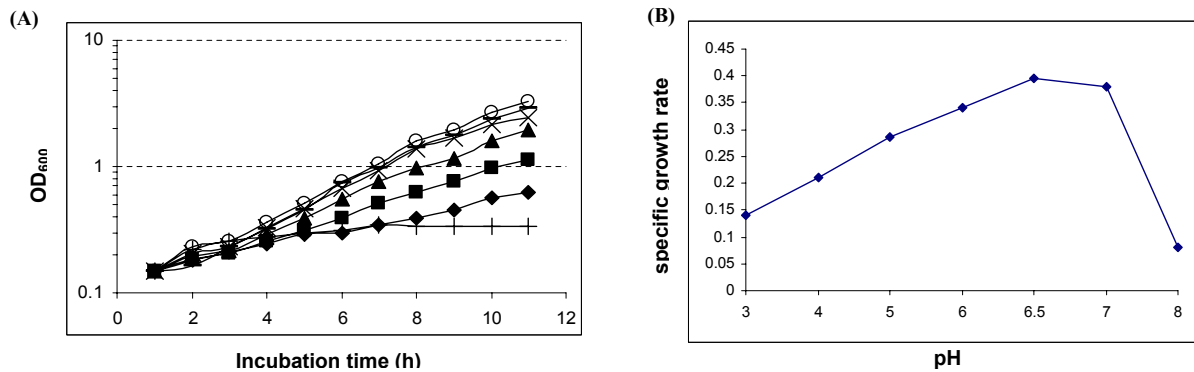 (A)
10
1
0.1
OD600
0 2 4 6 8 10 12
Incubation time (h)
(B)
0.45
0.4
0.35
0.3
0.25
0.2
0.15
0.1
0.05
0
specific growth rate
3 4 5 6 6.5 7 8
pH